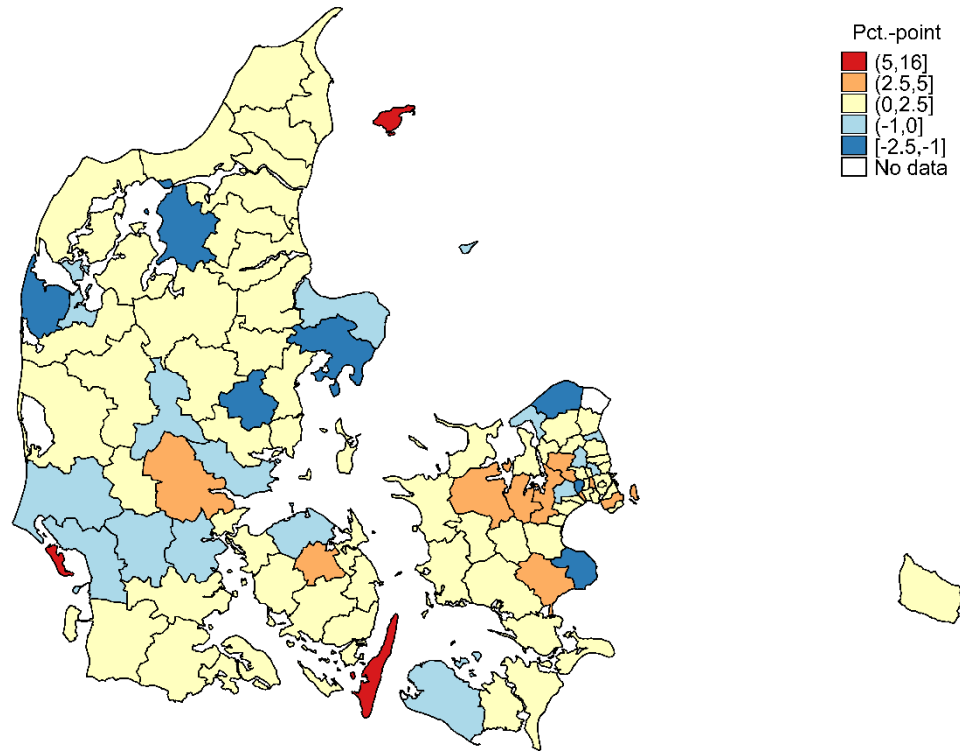 Pct.-point
(5,16]
(2.5,5]
(0,2.5]
(-1,0]
[-2.5,-1]
No data